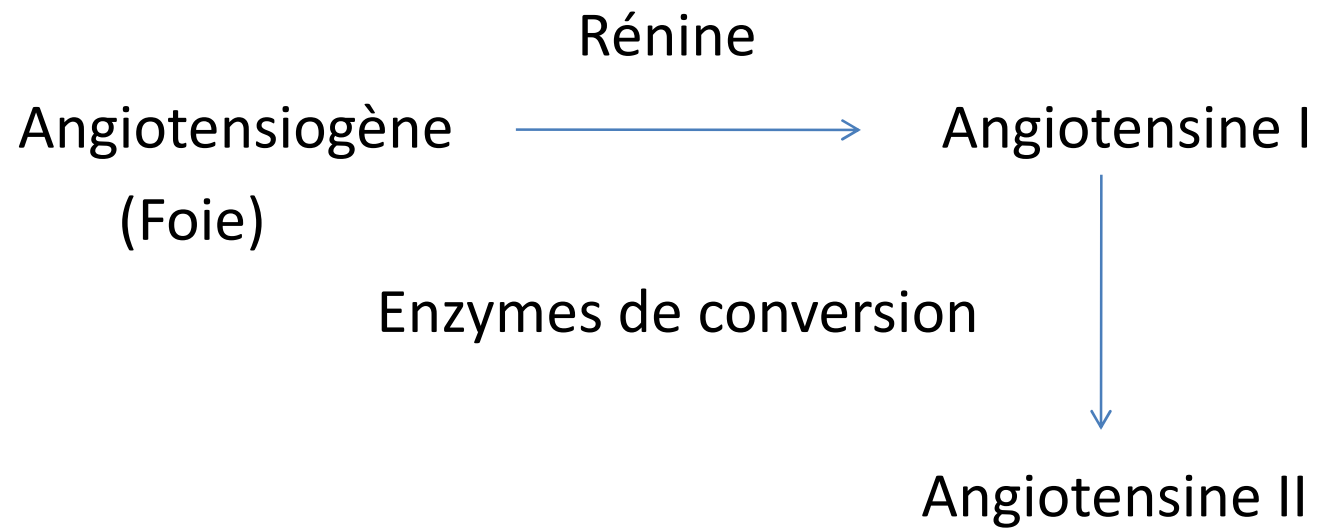 Rénine
Angiotensiogène
Angiotensine I
(Foie)
Enzymes de conversion
Angiotensine II